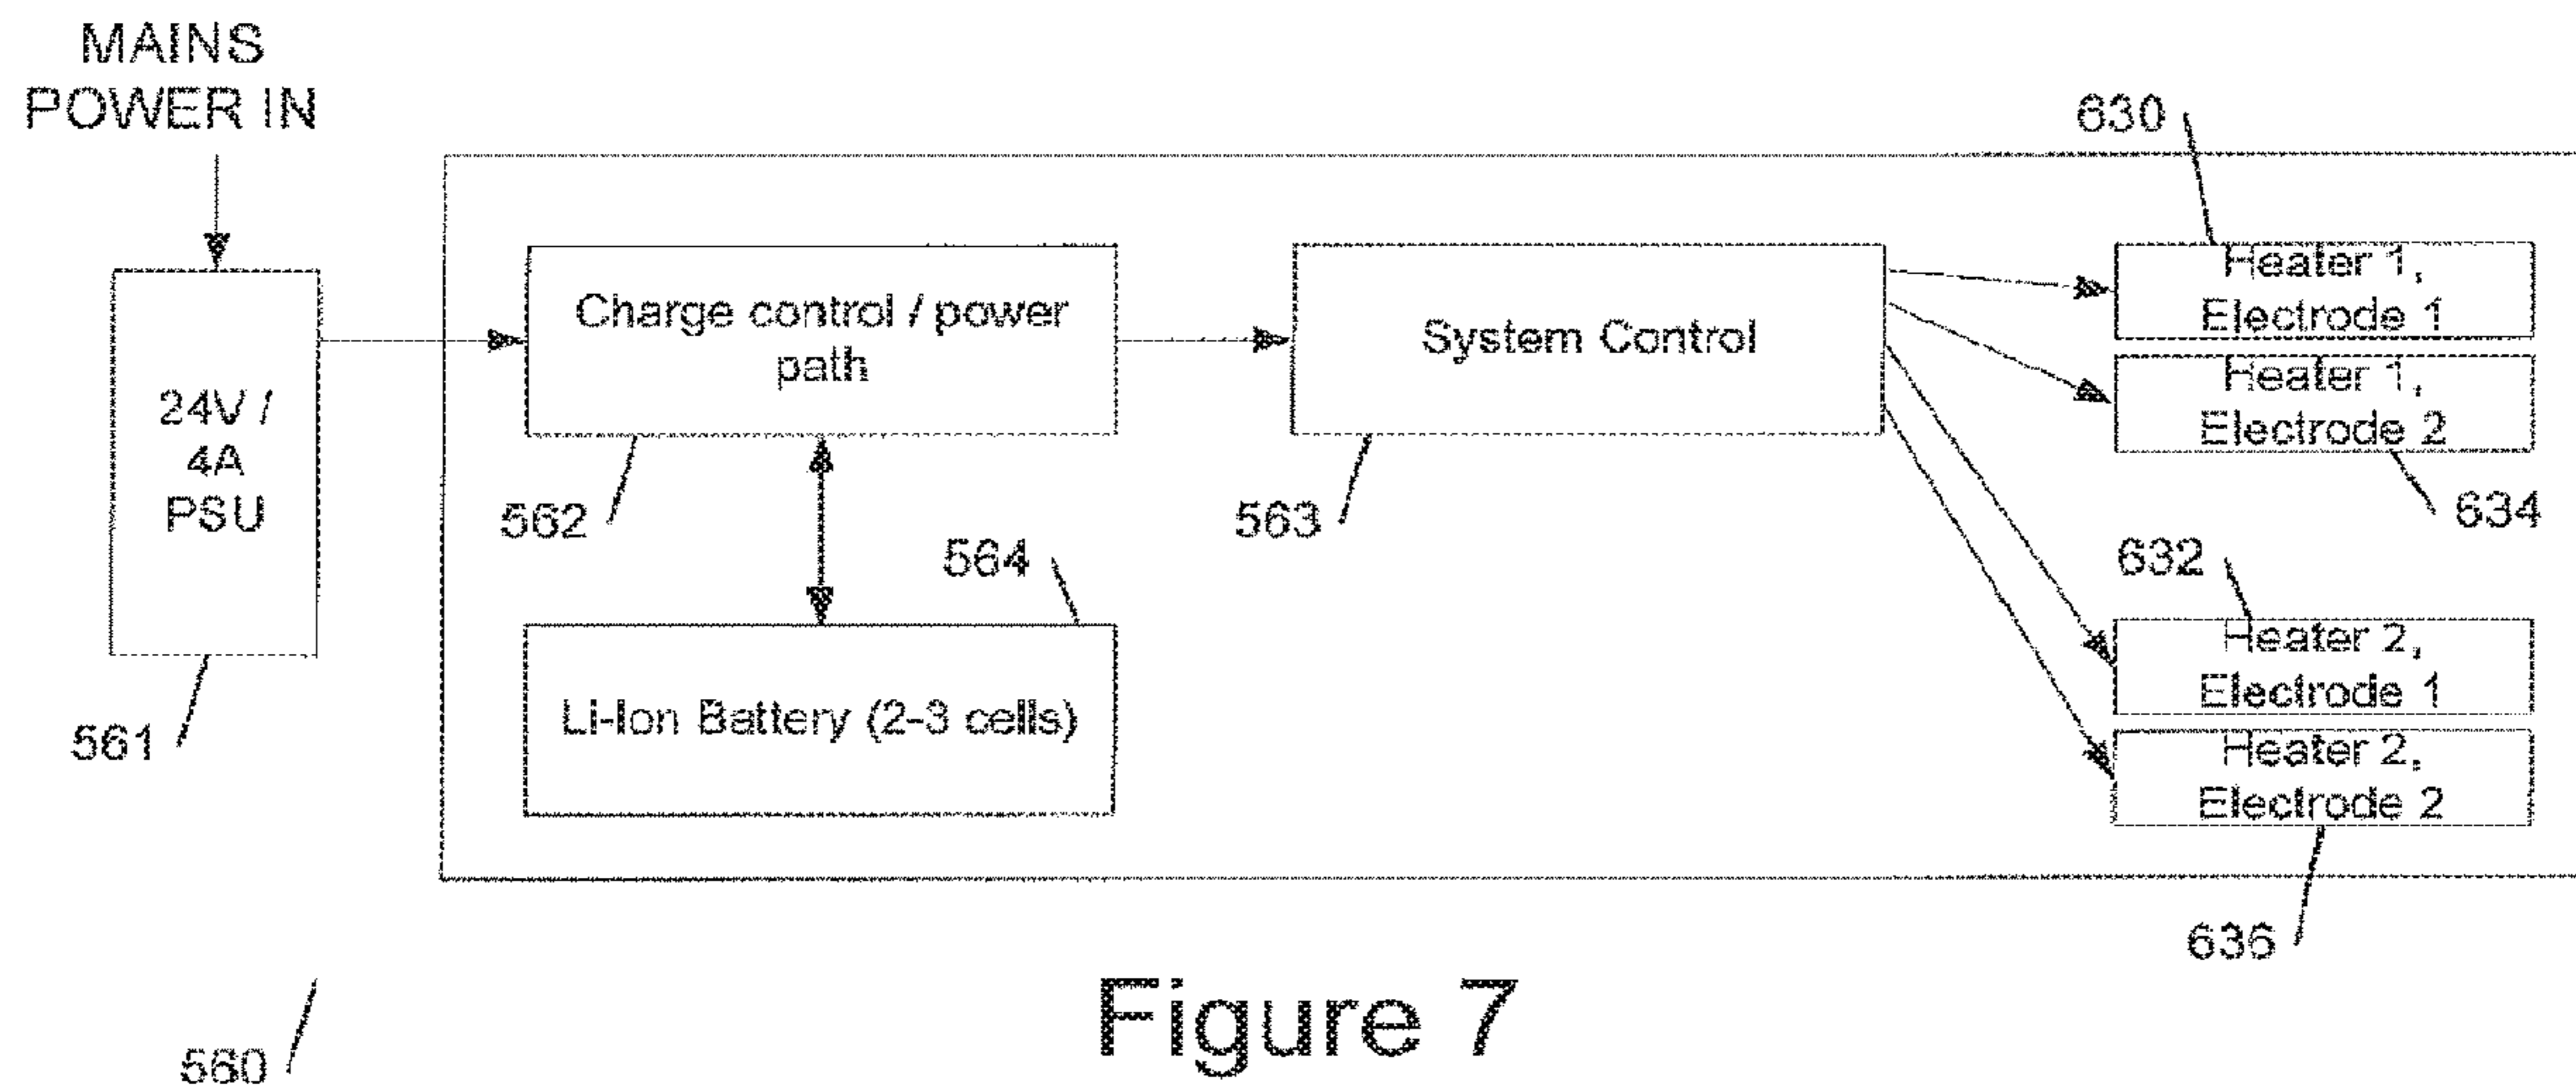 MAINS
POWER IN
24V /
4A
PSU
561
560
Charge control / power
path
562
564
Li-Ion Battery (2-3 cells)
System Control
563
630
Heater 1,
Electrode 1
Heater 1,
Electrode 2
634
632
Heater 2,
Electrode 1
Heater 2,
Electrode 2
636
Figure 7